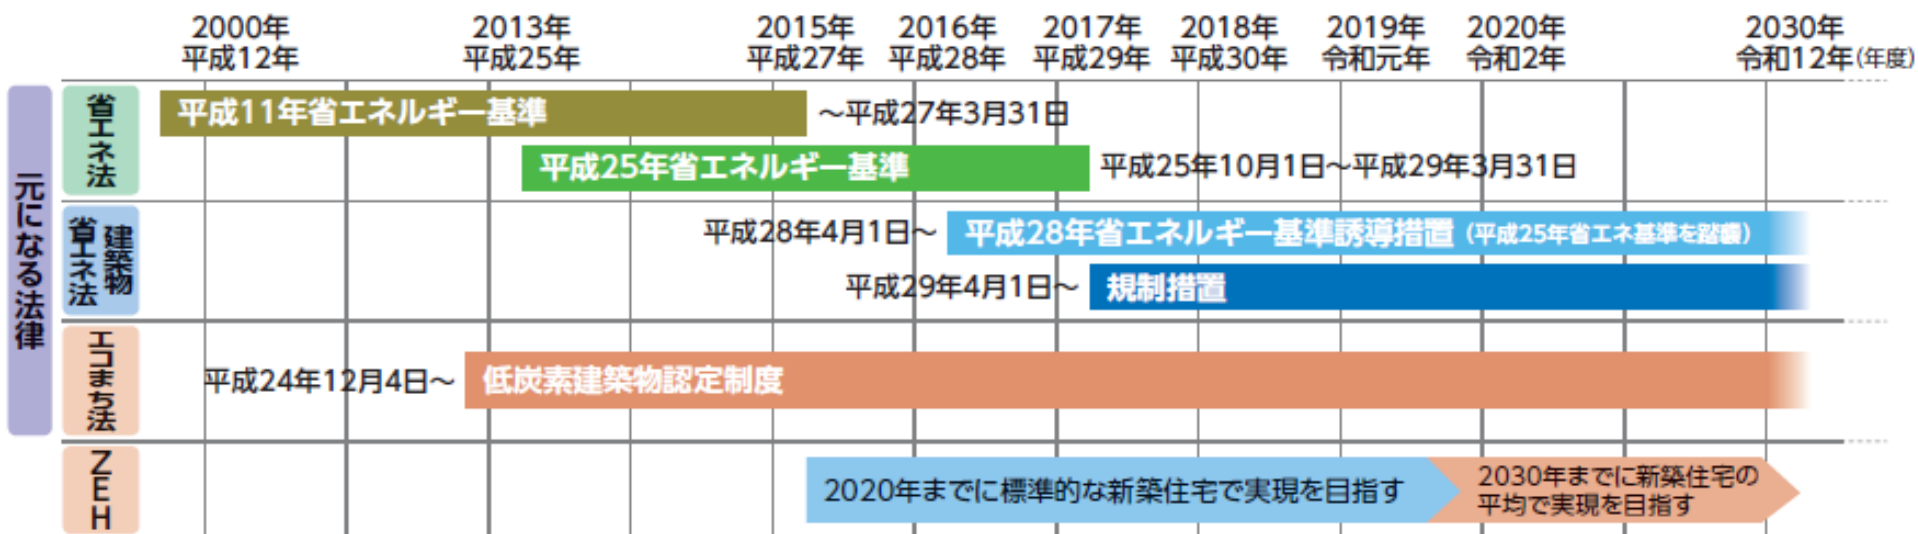 2000年 2013年 2015年 2016年 2017年 2018年 2019年 2020年 2030年
平成12年 平成25年 平成27年 平成28年 平成29年 平成30年 令和元年 令和2年 令和12年(年度)
元になる法律
省エネ法
平成11年省エネルギー基準 ～平成27年3月31日
平成25年省エネルギー基準 平成25年10月1日～平成29年3月31日
建築物
省エネ法
平成28年4月1日～ 平成28年省エネルギー基準誘導措置(平成25年省エネ基準を踏襲)
平成29年4月1日～ 規制措置
エコまち法
平成24年12月4日～ 低炭素建築物認定制度
ZEH
2020年までに標準的な新築住宅で実現を目指す
2030年までに新築住宅の
平均で実現を目指す